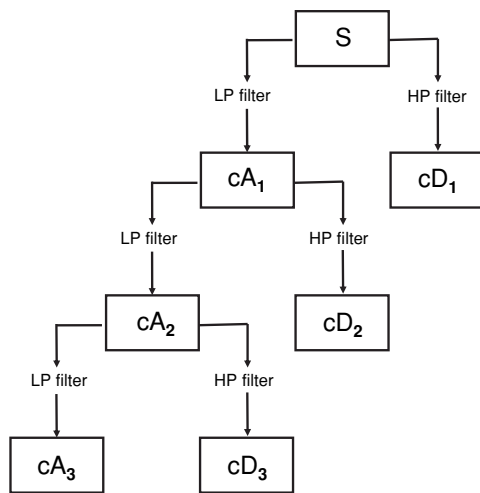 S
LP filter
HP filter
cA₁
cD₁
LP filter
HP filter
cA₂
cD₂
LP filter
HP filter
cA₃
cD₃